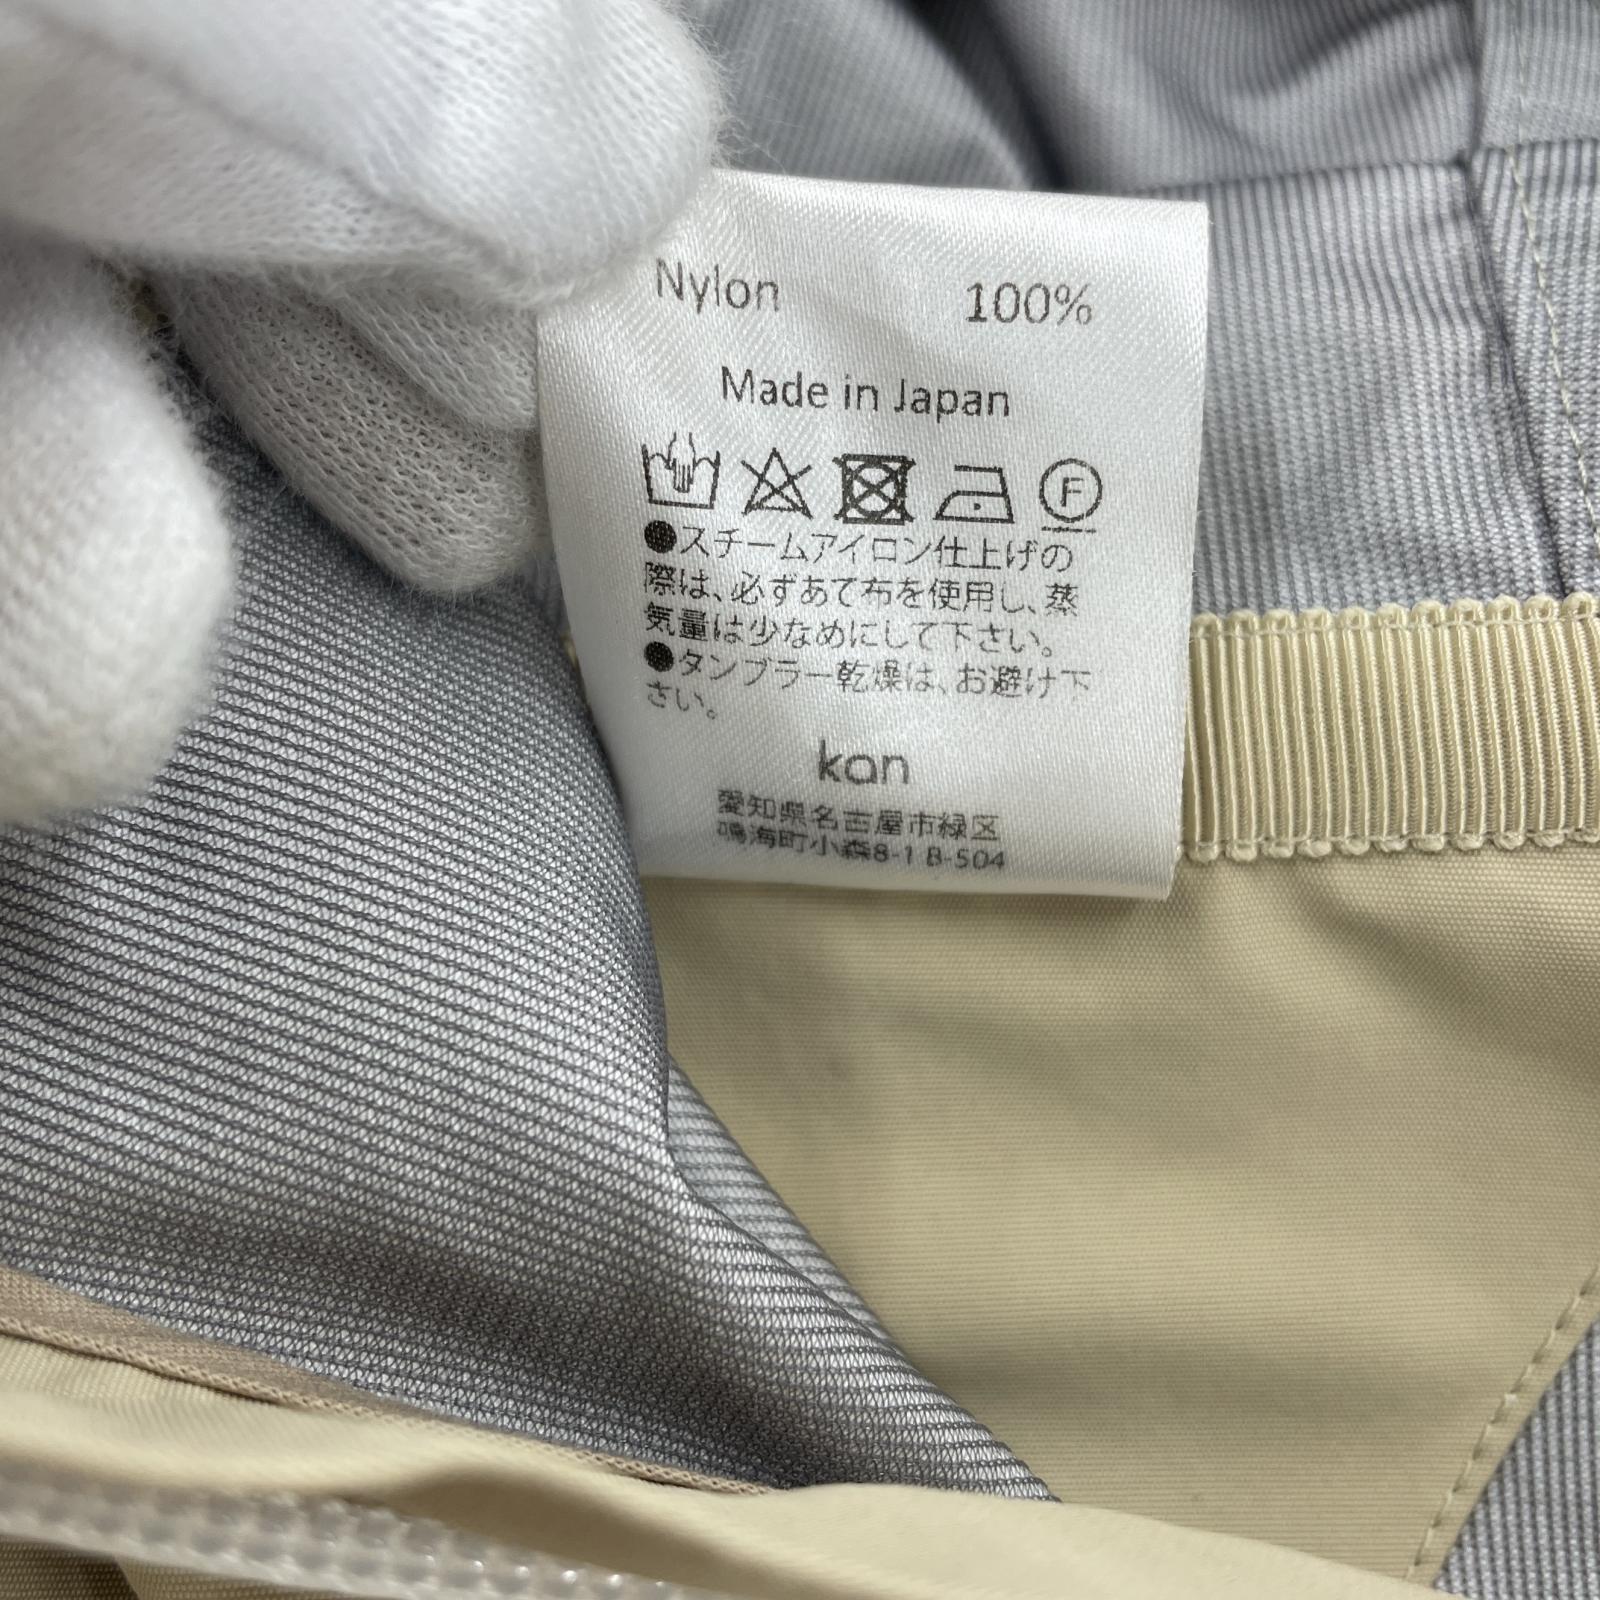 Nylon 100%
Made in Japan
F
●スチームアイロン仕上げの
際は、必ずあて布を使用し、蒸
気量は少なめにして下さい。
●タンブラー乾燥は、お避け下
さい。
kan
愛知県名古屋市緑区
鳴海町小森8-1 B-504